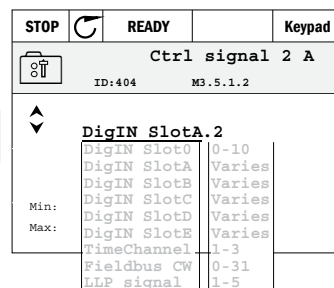 STOP READY Keypad
Ctrl signal 2 A
ID:404 M3.5.1.2
DigIN SlotA.2
DigIN Slot0 0-10
DigIN SlotA Varies
DigIN SlotB Varies
DigIN SlotC Varies
Min: DigIN SlotD Varies
Max: DigIN SlotE Varies
TimeChannel 1-3
Fieldbus CW 0-31
LLP signal 1-5